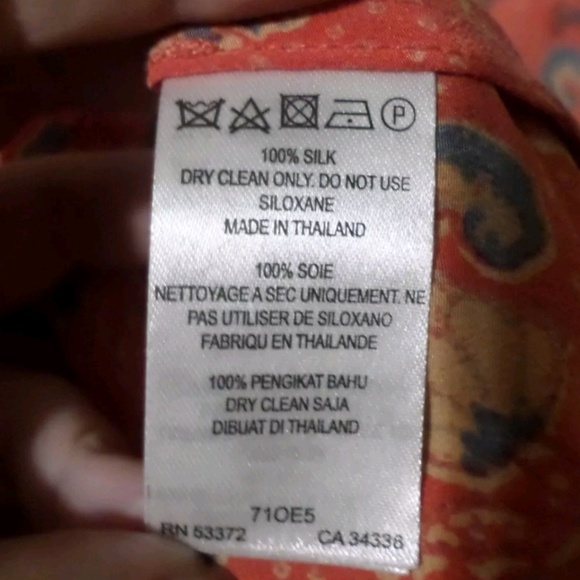 P
100% SILK
DRY CLEAN ONLY. DO NOT USE
SILOXANE
MADE IN THAILAND
100% SOIE
NETTOYAGE A SEC UNIQUEMENT. NE
PAS UTILISER DE SILOXANO
FABRIQU EN THAILANDE
100% PENGIKAT BAHU
DRY CLEAN SAJA
DIBUAT DI THAILAND
71OE5
RN 53372 CA 34336